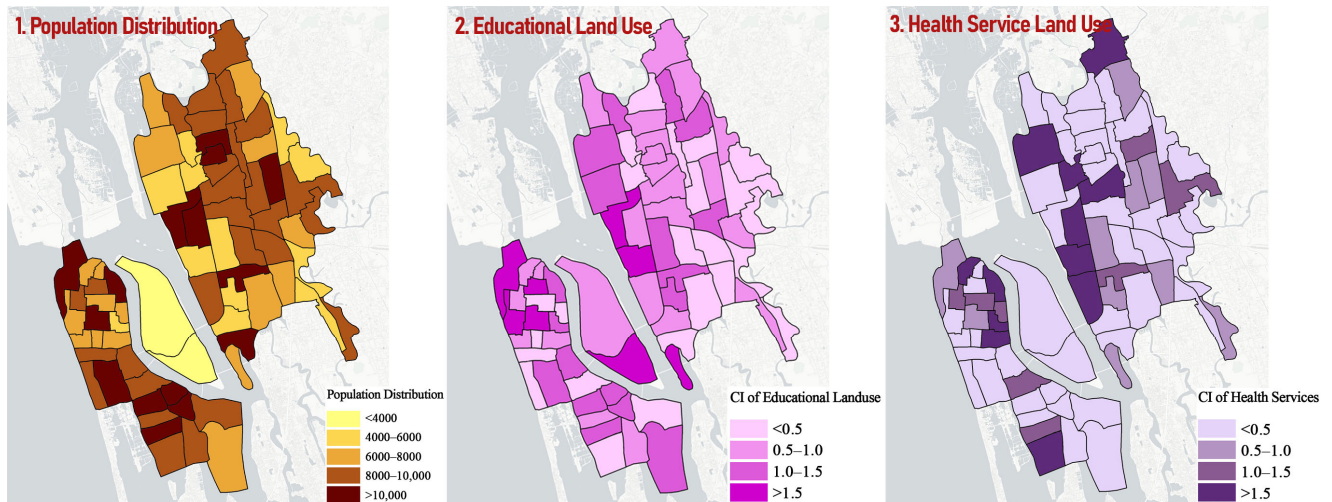 1. Population Distribution
Population Distribution
<4000
4000–6000
6000–8000
8000–10,000
>10,000
2. Educational Land Use
CI of Educational Landuse
<0.5
0.5–1.0
1.0–1.5
>1.5
3. Health Service Land Use
CI of Health Services
<0.5
0.5–1.0
1.0–1.5
>1.5